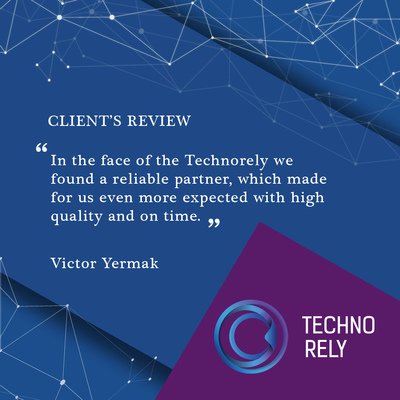 CLIENT'S REVIEW
“
In the face of the Technorely we
found a reliable partner, which made
for us even more expected with high
quality and on time. ”
Victor Yermak
TECHNO
RELY